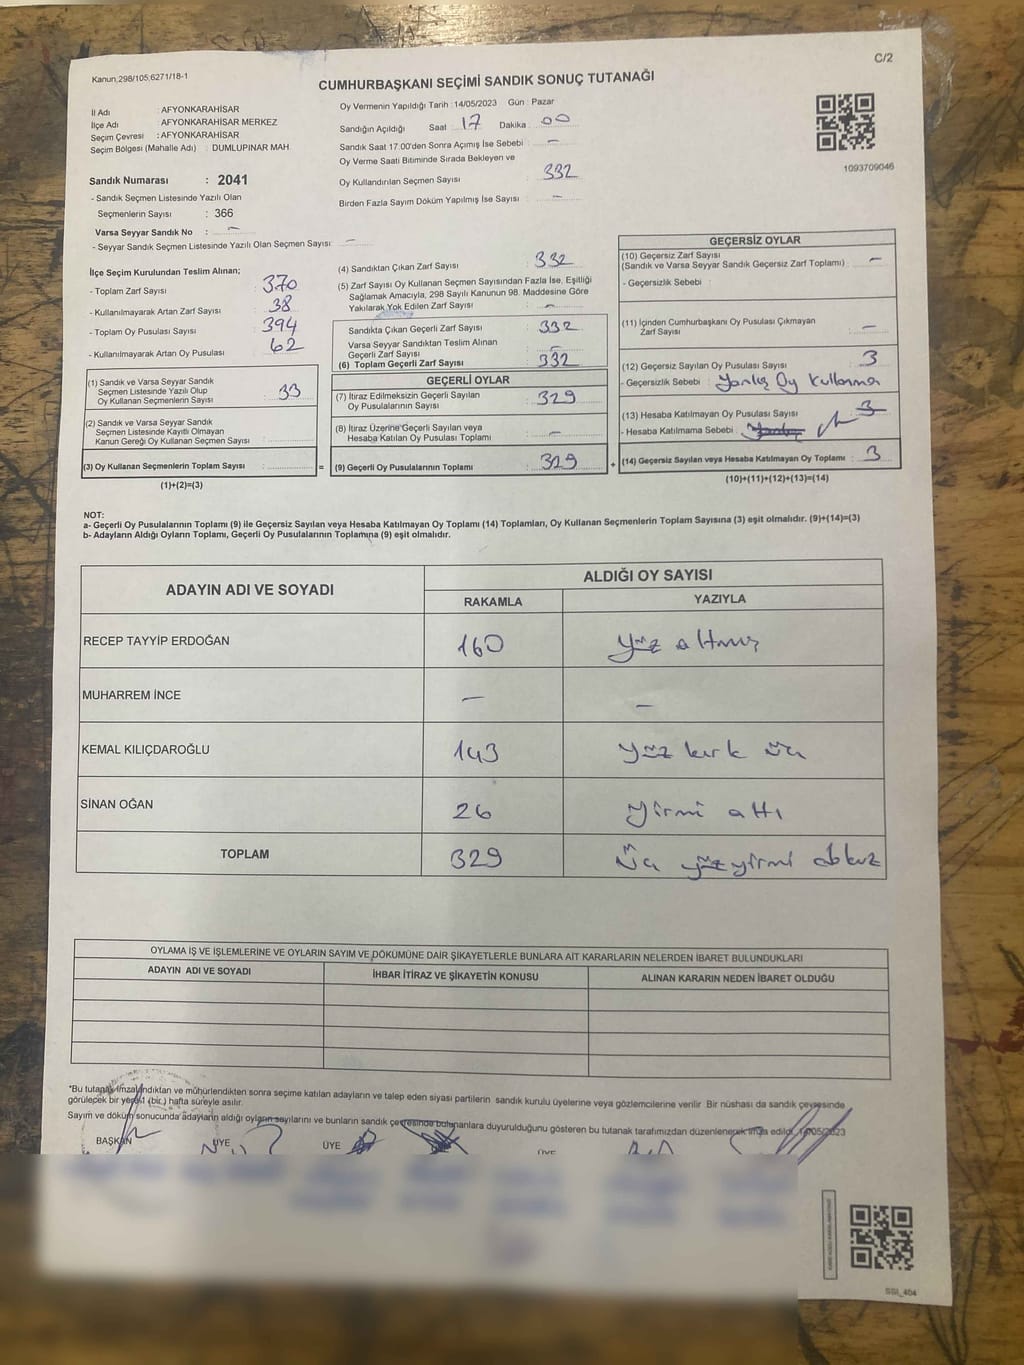 Kanun;298/105;6271/18-1
C/2
CUMHURBAŞKANI SEÇİMİ SANDIK SONUÇ TUTANAĞI
İl Adı : AFYONKARAHİSAR
İlçe Adı : AFYONKARAHİSAR MERKEZ
Seçim Çevresi : AFYONKARAHİSAR
Seçim Bölgesi (Mahalle Adı) : DUMLUPINAR MAH.
Sandık Numarası : 2041
- Sandık Seçmen Listesinde Yazılı Olan
Seçmenlerin Sayısı : 366
Varsa Seyyar Sandık No : –
- Seyyar Sandık Seçmen Listesinde Yazılı Olan Seçmen Sayısı: –
Oy Vermenin Yapıldığı Tarih : 14/05/2023 Gün : Pazar
Sandığın Açıldığı Saat : 17 Dakika : 00
Sandık Saat 17:00'den Sonra Açımış İse Sebebi : –
Oy Verme Saati Bitiminde Sırada Bekleyen ve
Oy Kullandırılan Seçmen Sayısı : 332
Birden Fazla Sayım Döküm Yapılmış İse Sayısı : –
1093709046
İlçe Seçim Kurulundan Teslim Alınan;
- Toplam Zarf Sayısı : 370
- Kullanılmayarak Artan Zarf Sayısı : 38
- Toplam Oy Pusulası Sayısı : 394
- Kullanılmayarak Artan Oy Pusulası : 62
(1) Sandık ve Varsa Seyyar Sandık
Seçmen Listesinde Yazılı Olup
Oy Kullanan Seçmenlerin Sayısı : 33
(2) Sandık ve Varsa Seyyar Sandık
Seçmen Listesinde Kayıtlı Olmayan
Kanun Gereği Oy Kullanan Seçmen Sayısı :
(3) Oy Kullanan Seçmenlerin Toplam Sayısı : =
(1)+(2)=(3)
(4) Sandıktan Çıkan Zarf Sayısı : 332
(5) Zarf Sayısı Oy Kullanan Seçmen Sayısından Fazla İse, Eşitliği
Sağlamak Amacıyla, 298 Sayılı Kanunun 98. Maddesine Göre
Yakılarak Yok Edilen Zarf Sayısı : –
Sandıkta Çıkan Geçerli Zarf Sayısı : 332
Varsa Seyyar Sandıktan Teslim Alınan
Geçerli Zarf Sayısı : –
(6) Toplam Geçerli Zarf Sayısı : 332
GEÇERLİ OYLAR
(7) İtiraz Edilmeksizin Geçerli Sayılan
Oy Pusulalarının Sayısı : 329
(8) İtiraz Üzerine Geçerli Sayılan veya
Hesaba Katılan Oy Pusulası Toplamı : –
(9) Geçerli Oy Pusulalarının Toplamı : 329 +
GEÇERSİZ OYLAR
(10) Geçersiz Zarf Sayısı
(Sandık ve Varsa Seyyar Sandık Geçersiz Zarf Toplamı) : –
- Geçersizlik Sebebi :
(11) İçinden Cumhurbaşkanı Oy Pusulası Çıkmayan
Zarf Sayısı : –
(12) Geçersiz Sayılan Oy Pusulası Sayısı : 3
- Geçersizlik Sebebi : Yanlış Oy Kullanma
(13) Hesaba Katılmayan Oy Pusulası Sayısı : 3
- Hesaba Katılmama Sebebi :
(14) Geçersiz Sayılan veya Hesaba Katılmayan Oy Toplamı : 3
(10)+(11)+(12)+(13)=(14)
NOT:
a- Geçerli Oy Pusulalarının Toplamı (9) ile Geçersiz Sayılan veya Hesaba Katılmayan Oy Toplamı (14) Toplamları, Oy Kullanan Seçmenlerin Toplam Sayısına (3) eşit olmalıdır. (9)+(14)=(3)
b- Adayların Aldığı Oyların Toplamı, Geçerli Oy Pusulalarının Toplamına (9) eşit olmalıdır.
ADAYIN ADI VE SOYADI
ALDIĞI OY SAYISI
RAKAMLA YAZIYLA
RECEP TAYYİP ERDOĞAN 160 yüz altmış
MUHARREM İNCE – –
KEMAL KILIÇDAROĞLU 143 yüz kırk üç
SİNAN OĞAN 26 yirmi altı
TOPLAM 329 üç yüz yirmi dokuz
OYLAMA İŞ VE İŞLEMLERİNE VE OYLARIN SAYIM VE DÖKÜMÜNE DAİR ŞİKAYETLERLE BUNLARA AİT KARARLARIN NELERDEN İBARET BULUNDUKLARI
ADAYIN ADI VE SOYADI İHBAR İTİRAZ VE ŞİKAYETİN KONUSU ALINAN KARARIN NEDEN İBARET OLDUĞU
*Bu tutanak imzalandıktan ve mühürlendikten sonra seçime katılan adayların ve talep eden siyasi partilerin sandık kurulu üyelerine veya gözlemcilerine verilir Bir nüshası da sandık çevresinde
görülecek bir yere 1 (bir) hafta süreyle asılır.
Sayım ve döküm sonucunda adayların aldığı oyların sayılarını ve bunların sandık çevresinde bulunanlara duyurulduğunu gösteren bu tutanak tarafımızdan düzenlenerek imza edildi. 14/05/2023
BAŞKAN ÜYE ÜYE ÜYE
SSI_404